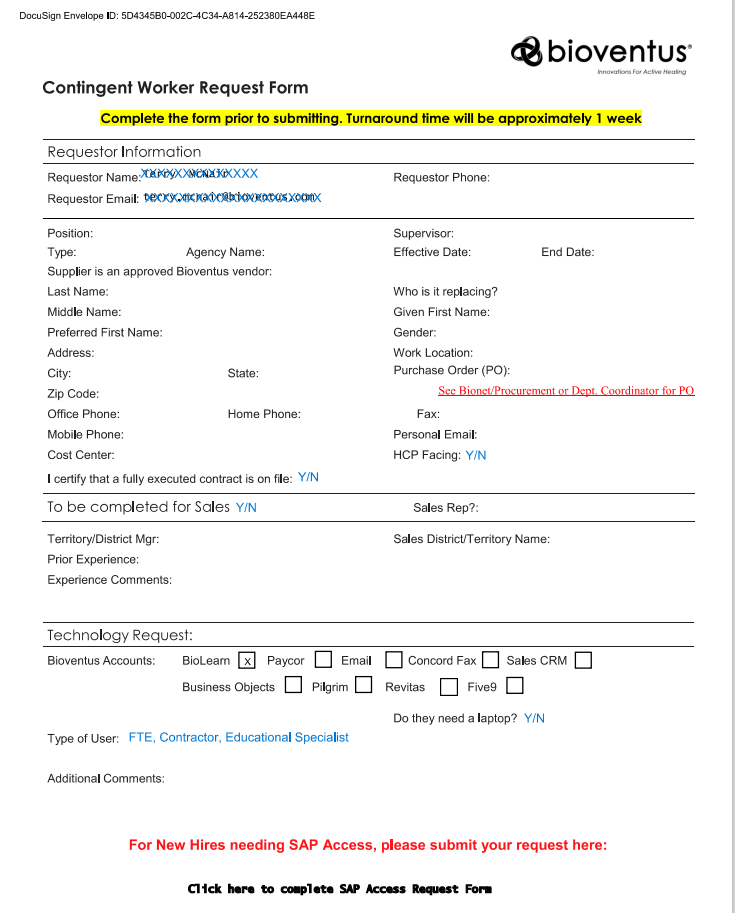 DocuSign Envelope ID: 5D4345B0-002C-4C34-A814-252380EA448E
bioventus®
Innovations For Active Healing
Contingent Worker Request Form
Complete the form prior to submitting. Turnaround time will be approximately 1 week
Requestor Information
Requestor Name: Requestor Phone:
Requestor Email:
Position: Supervisor:
Type: Agency Name: Effective Date: End Date:
Supplier is an approved Bioventus vendor:
Last Name: Who is it replacing?
Middle Name: Given First Name:
Preferred First Name: Gender:
Address: Work Location:
City: State: Purchase Order (PO):
Zip Code: See Bionet/Procurement or Dept. Coordinator for PO
Office Phone: Home Phone: Fax:
Mobile Phone: Personal Email:
Cost Center: HCP Facing: Y/N
I certify that a fully executed contract is on file: Y/N
To be completed for Sales Y/N Sales Rep?:
Territory/District Mgr: Sales District/Territory Name:
Prior Experience:
Experience Comments:
Technology Request:
Bioventus Accounts: BioLearn x Paycor Email Concord Fax Sales CRM
Business Objects Pilgrim Revitas Five9
Do they need a laptop? Y/N
Type of User: FTE, Contractor, Educational Specialist
Additional Comments:
For New Hires needing SAP Access, please submit your request here:
Click here to complete SAP Access Request Form